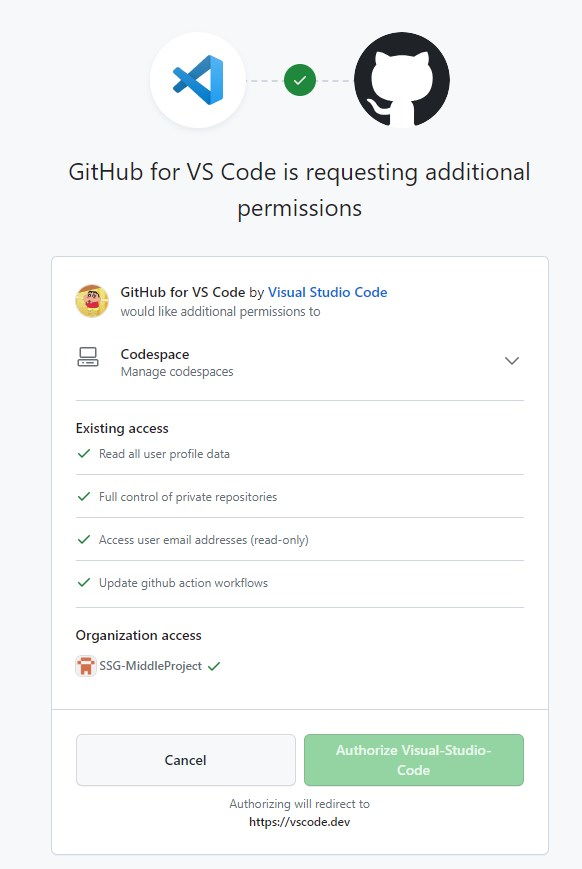 GitHub for VS Code is requesting additional
permissions
GitHub for VS Code by Visual Studio Code
would like additional permissions to
Codespace
Manage codespaces
Existing access
Read all user profile data
Full control of private repositories
Access user email addresses (read-only)
Update github action workflows
Organization access
SSG-MiddleProject
Cancel
Authorize Visual-Studio-
Code
Authorizing will redirect to
https://vscode.dev